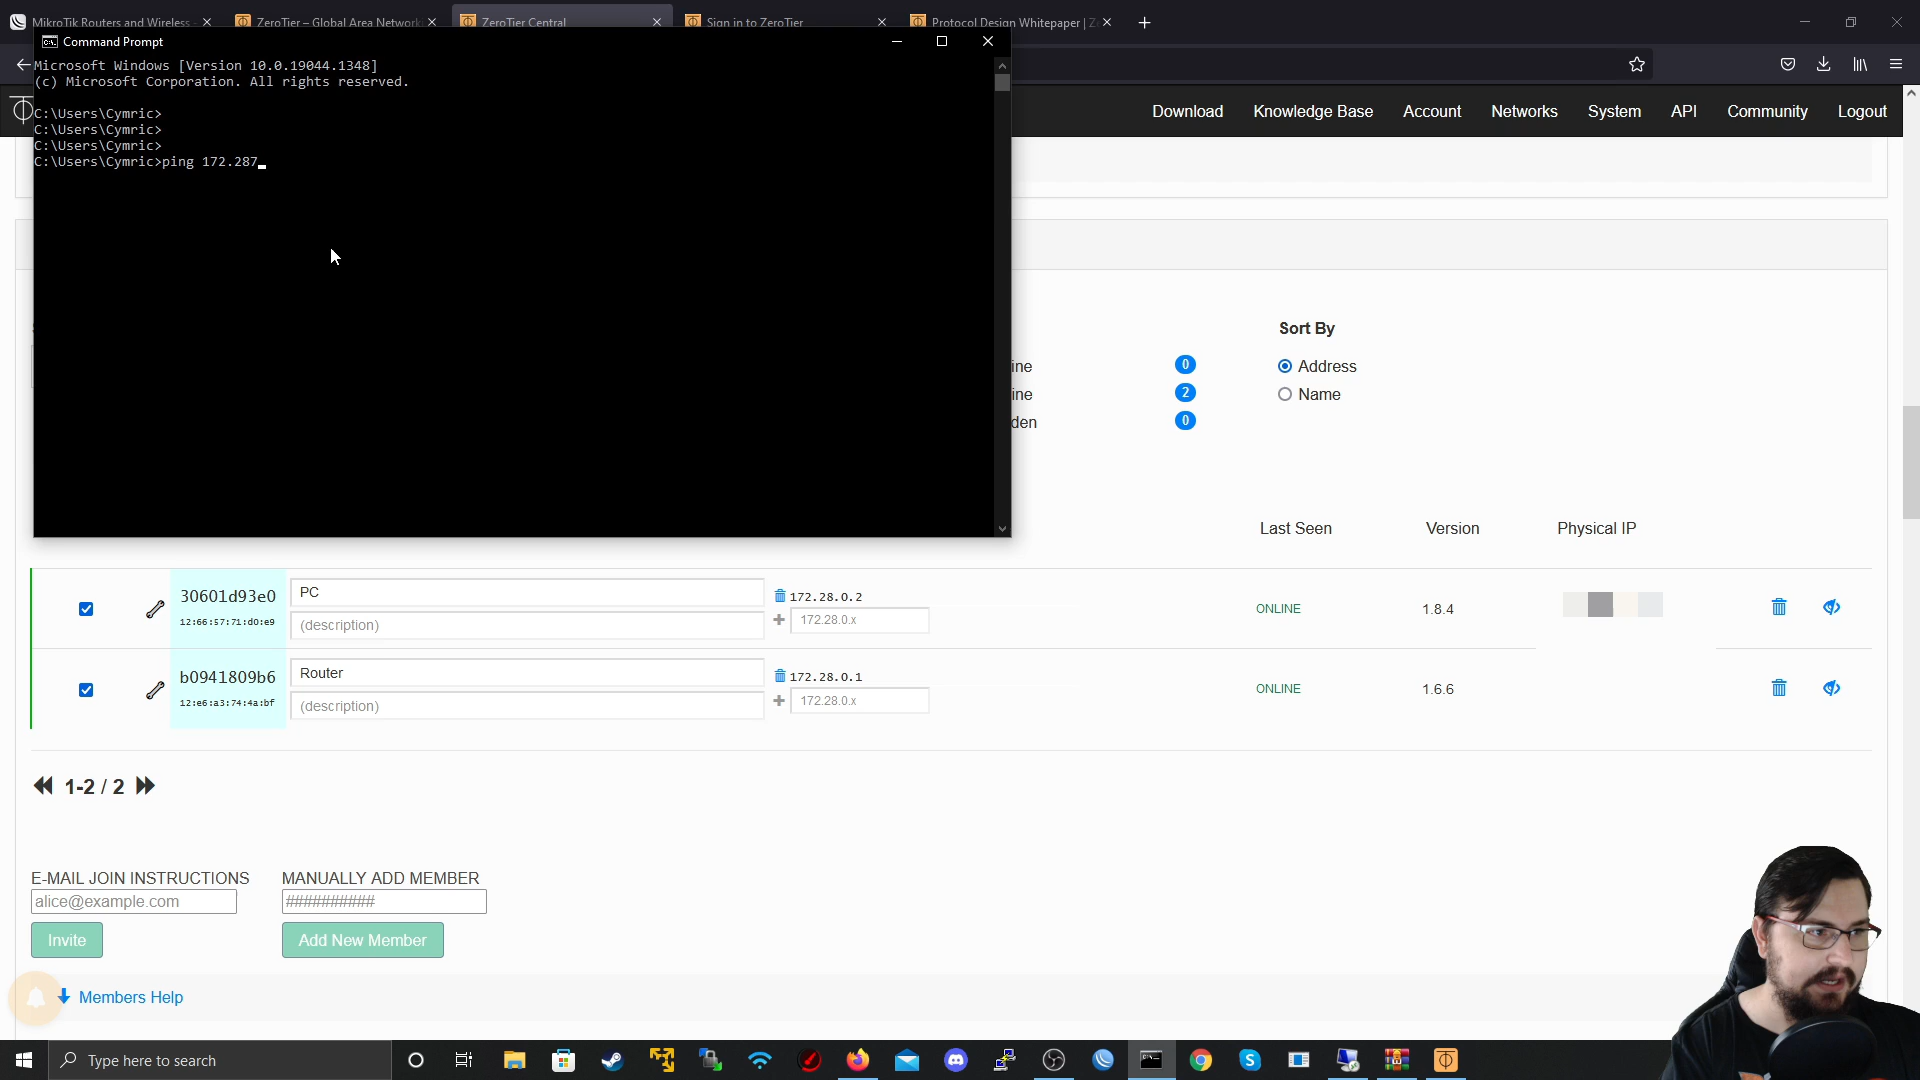 MikroTik Routers and Wireless
ZeroTier – Global Area Network
ZeroTier Central
Sign in to ZeroTier
Protocol Design Whitepaper | Ze
Command Prompt
Microsoft Windows [Version 10.0.19044.1348]
(c) Microsoft Corporation. All rights reserved.
C:\Users\Cymric>
C:\Users\Cymric>
C:\Users\Cymric>
C:\Users\Cymric>ping 172.287_
Download Knowledge Base Account Networks System API Community Logout
Sort By
ine 0
Address
ine 2
Name
den 0
Last Seen Version Physical IP
30601d93e0
12:66:57:71:d0:e9
PC
(description)
172.28.0.2
172.28.0.x
ONLINE
1.8.4
b0941809b6
12:e6:a3:74:4a:bf
Router
(description)
172.28.0.1
172.28.0.x
ONLINE
1.6.6
1-2 / 2
E-MAIL JOIN INSTRUCTIONS
alice@example.com
Invite
MANUALLY ADD MEMBER
##########
Add New Member
Members Help
Type here to search